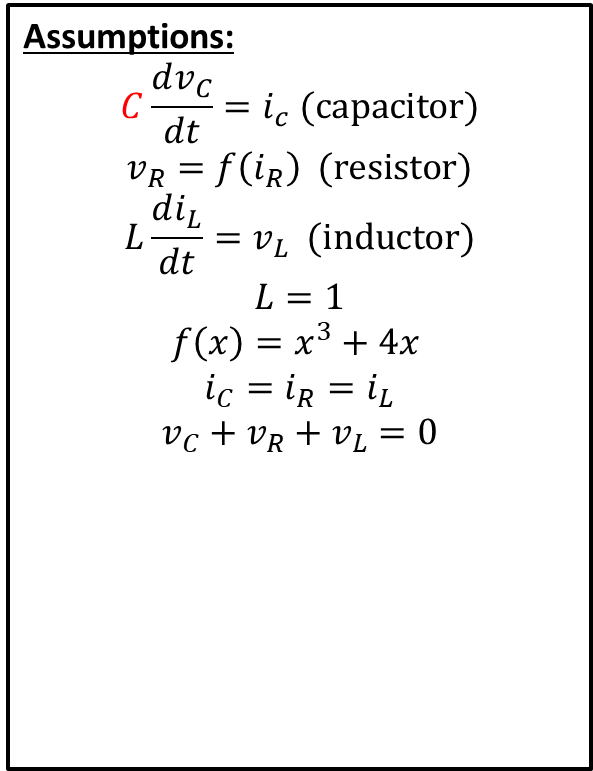 Assumptions:
C dv_C/dt = i_c (capacitor)
v_R = f(i_R) (resistor)
L di_L/dt = v_L (inductor)
L = 1
f(x) = x³ + 4x
i_C = i_R = i_L
v_C + v_R + v_L = 0